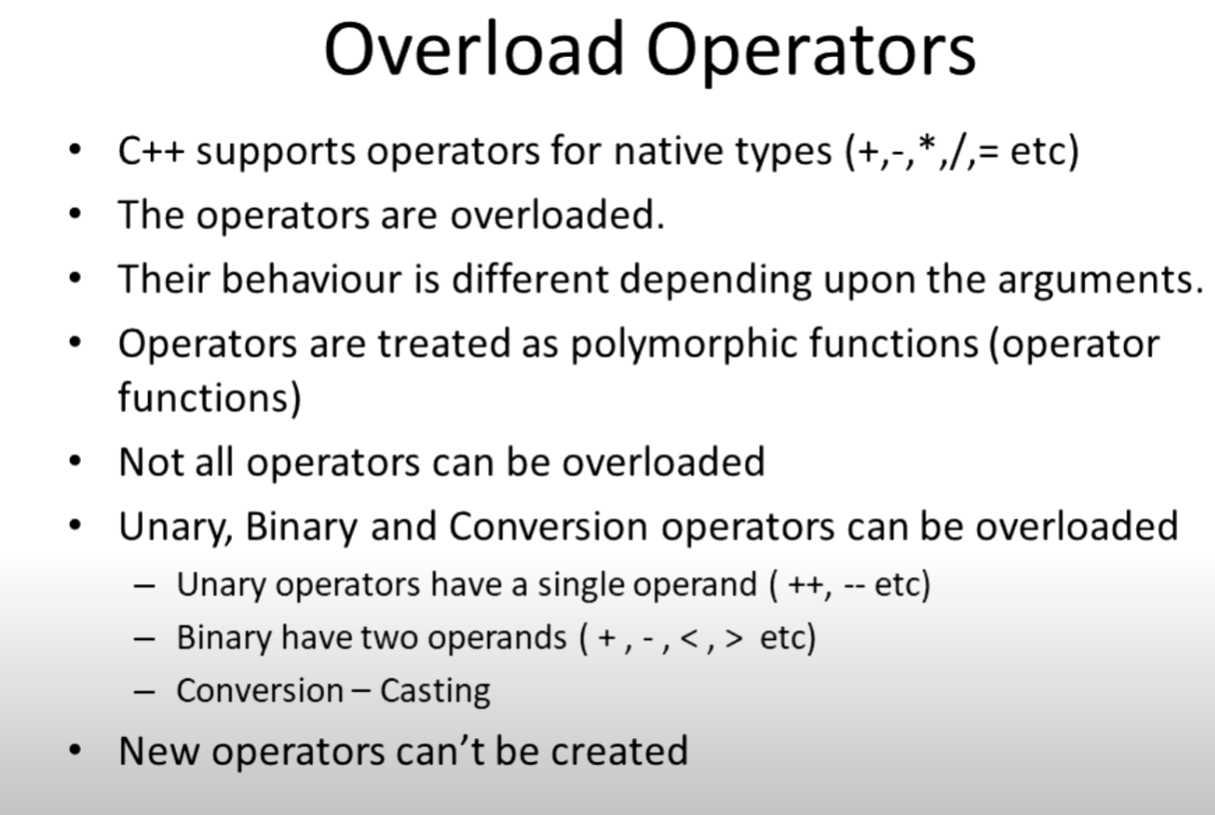 Overload Operators
• C++ supports operators for native types (+,-,*,/,= etc)
• The operators are overloaded.
• Their behaviour is different depending upon the arguments.
• Operators are treated as polymorphic functions (operator
functions)
• Not all operators can be overloaded
• Unary, Binary and Conversion operators can be overloaded
– Unary operators have a single operand ( ++, -- etc)
– Binary have two operands ( + , - , < , > etc)
– Conversion – Casting
• New operators can’t be created